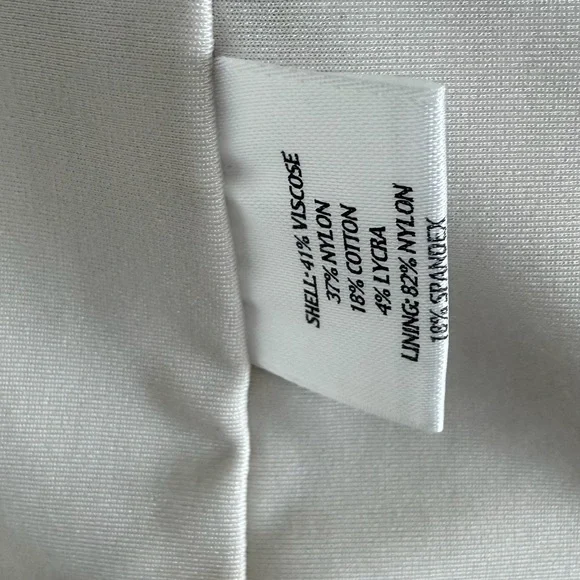 SHELL: 41% VISCOSE
37% NYLON
18% COTTON
4% LYCRA
LINING: 82% NYLON
18% SPANDEX